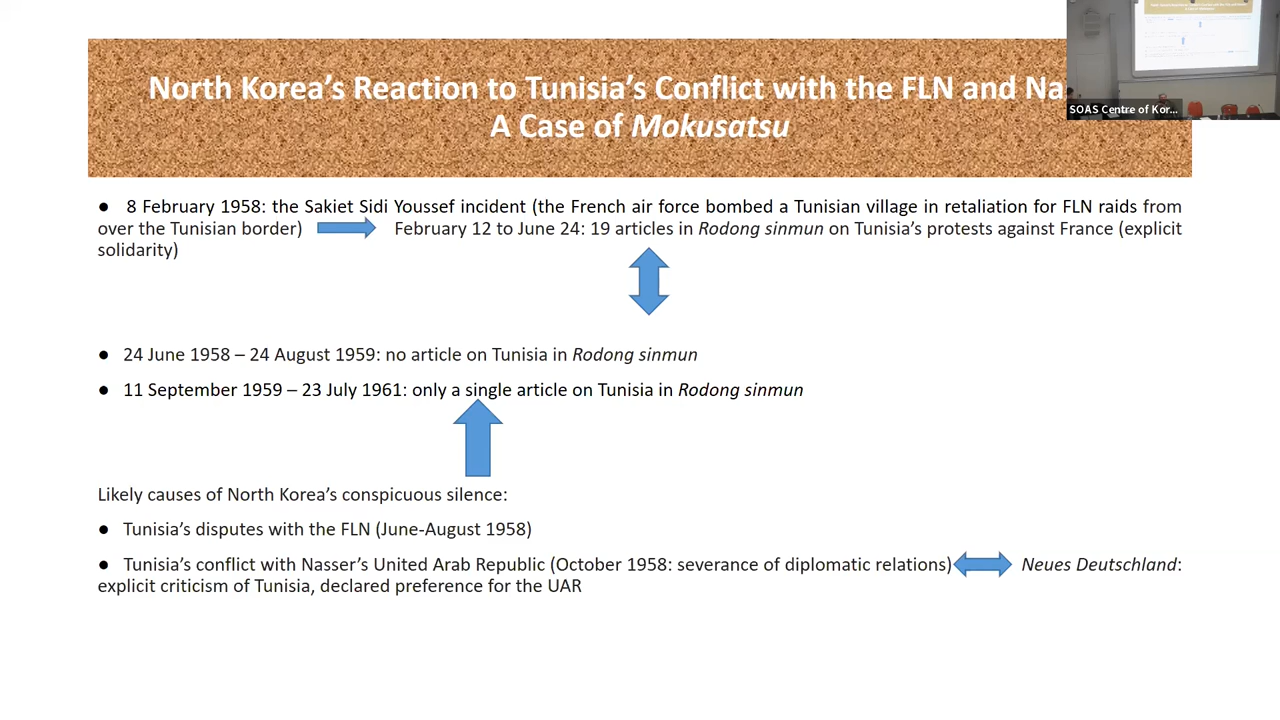 North Korea's Reaction to Tunisia's Conflict with the FLN and Na
A Case of Mokusatsu
SOAS Centre of Kor...
● 8 February 1958: the Sakiet Sidi Youssef incident (the French air force bombed a Tunisian village in retaliation for FLN raids from
over the Tunisian border) February 12 to June 24: 19 articles in Rodong sinmun on Tunisia's protests against France (explicit
solidarity)
● 24 June 1958 – 24 August 1959: no article on Tunisia in Rodong sinmun
● 11 September 1959 – 23 July 1961: only a single article on Tunisia in Rodong sinmun
Likely causes of North Korea's conspicuous silence:
● Tunisia's disputes with the FLN (June-August 1958)
● Tunisia's conflict with Nasser's United Arab Republic (October 1958: severance of diplomatic relations) Neues Deutschland:
explicit criticism of Tunisia, declared preference for the UAR